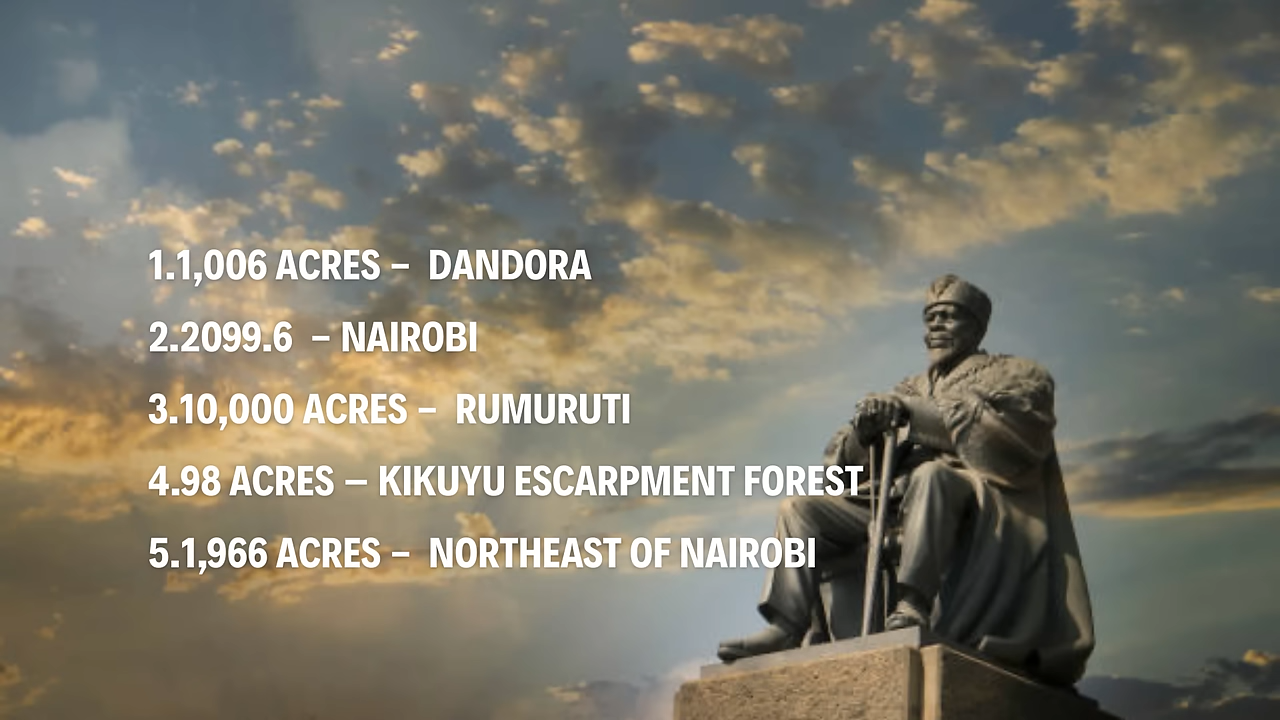 1.1,006 ACRES – DANDORA
2.2099.6 – NAIROBI
3.10,000 ACRES – RUMURUTI
4.98 ACRES – KIKUYU ESCARPMENT FOREST
5.1,966 ACRES – NORTHEAST OF NAIROBI